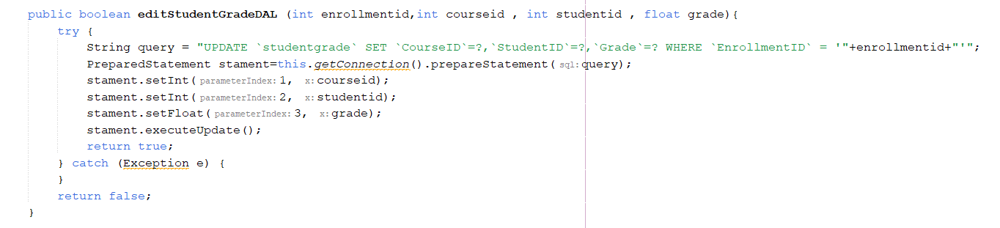 public boolean editStudentGradeDAL (int enrollmentid,int courseid , int studentid , float grade){
try {
String query = "UPDATE `studentgrade` SET `CourseID`=?,`StudentID`=?,`Grade`=? WHERE `EnrollmentID` = '"+enrollmentid+"'";
PreparedStatement stament=this.getConnection().prepareStatement(sql:query);
stament.setInt(parameterIndex:1, x:courseid);
stament.setInt(parameterIndex:2, x:studentid);
stament.setFloat(parameterIndex:3, x:grade);
stament.executeUpdate();
return true;
} catch (Exception e) {
}
return false;
}